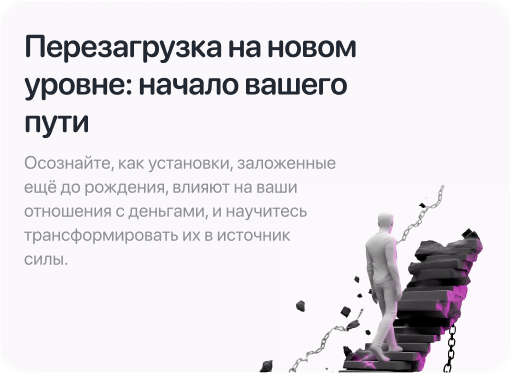 Перезагрузка на новом
уровне: начало вашего
пути
Осознайте, как установки, заложенные
ещё до рождения, влияют на ваши
отношения с деньгами, и научитесь
трансформировать их в источник
силы.